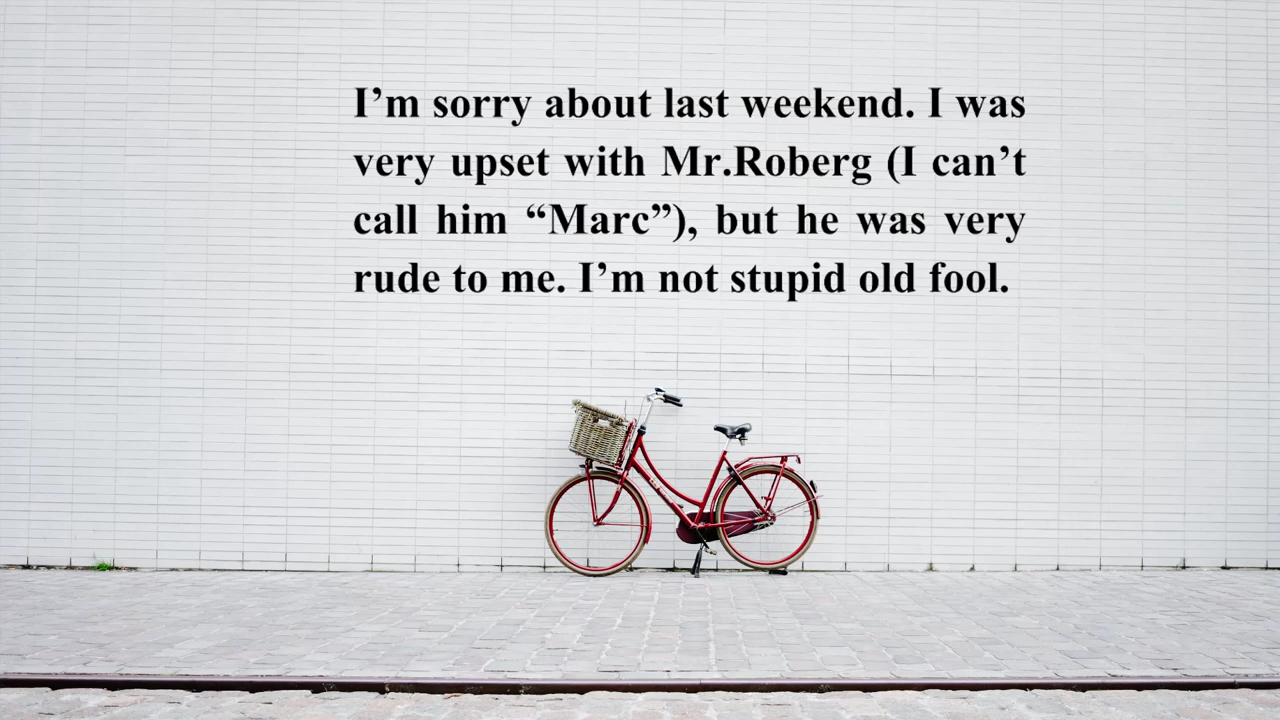 I’m sorry about last weekend. I was
very upset with Mr.Roberg (I can’t
call him “Marc”), but he was very
rude to me. I’m not stupid old fool.